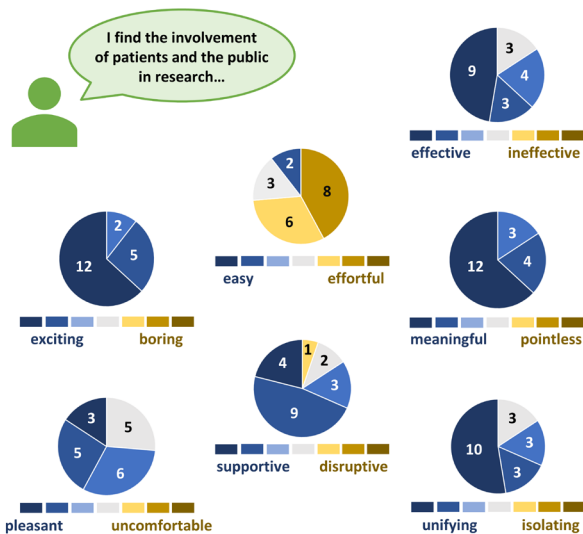 I find the involvement
of patients and the public
in research…
3
9
4
3
effective ineffective
2
3
8
6
easy effortful
2
5
12
exciting boring
3
4
12
meaningful pointless
1
2
4
3
9
supportive disruptive
3
5
5
6
pleasant uncomfortable
3
3
10
3
unifying isolating